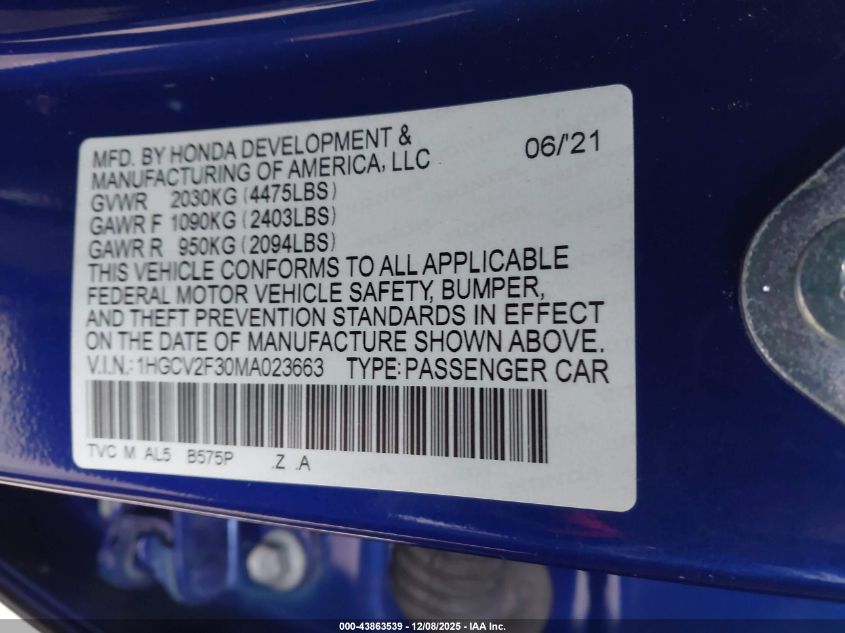 MFD. BY HONDA DEVELOPMENT &
MANUFACTURING OF AMERICA, LLC 06/'21
GVWR 2030KG (4475LBS)
GAWR F 1090KG (2403LBS)
GAWR R 950KG (2094LBS)
THIS VEHICLE CONFORMS TO ALL APPLICABLE
FEDERAL MOTOR VEHICLE SAFETY, BUMPER,
AND THEFT PREVENTION STANDARDS IN EFFECT
ON THE DATE OF MANUFACTURE SHOWN ABOVE.
V.I.N.: 1HGCV2F30MA023663 TYPE: PASSENGER CAR
TVC M AL5 B575P .Z .A
000-43863539 - 12/08/2025 - IAA Inc.